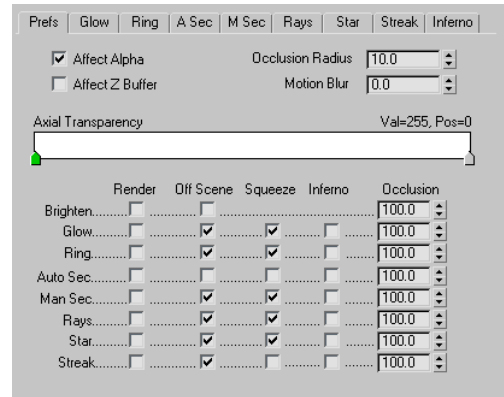 Prefs Glow Ring A Sec M Sec Rays Star Streak Inferno
Affect Alpha Occlusion Radius 10.0
Affect Z Buffer Motion Blur 0.0
Axial Transparency Val=255, Pos=0
Render Off Scene Squeeze Inferno Occlusion
Brighten 100.0
Glow 100.0
Ring 100.0
Auto Sec 100.0
Man Sec 100.0
Rays 100.0
Star 100.0
Streak 100.0